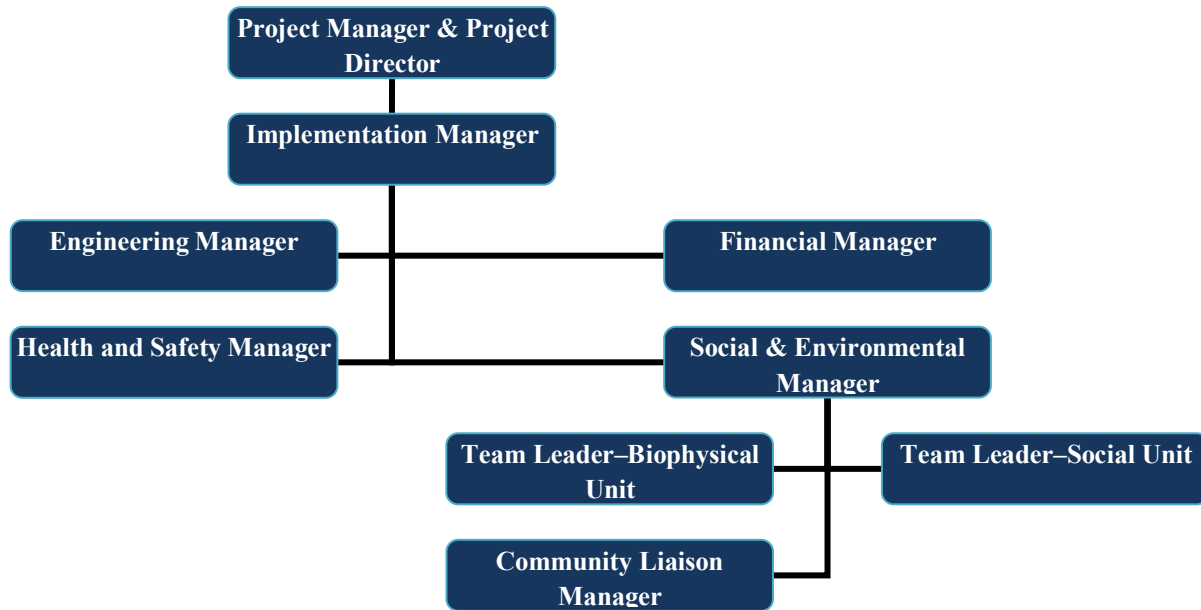 Project Manager & Project
Director
Implementation Manager
Engineering Manager
Financial Manager
Health and Safety Manager
Social & Environmental
Manager
Team Leader–Biophysical
Unit
Team Leader–Social Unit
Community Liaison
Manager